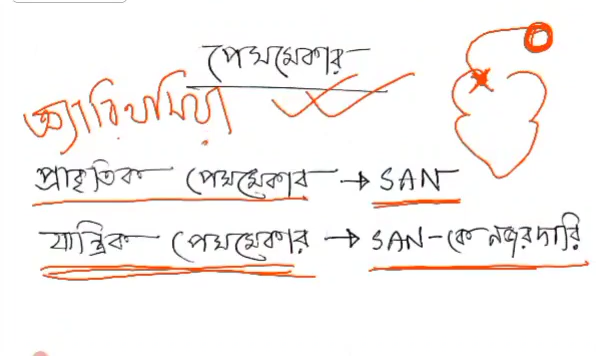 পেসমেকার
অ্যারিথমিয়া
প্রাকৃতিক পেসমেকার → SAN
যান্ত্রিক পেসমেকার → SAN-কে নজরদারি